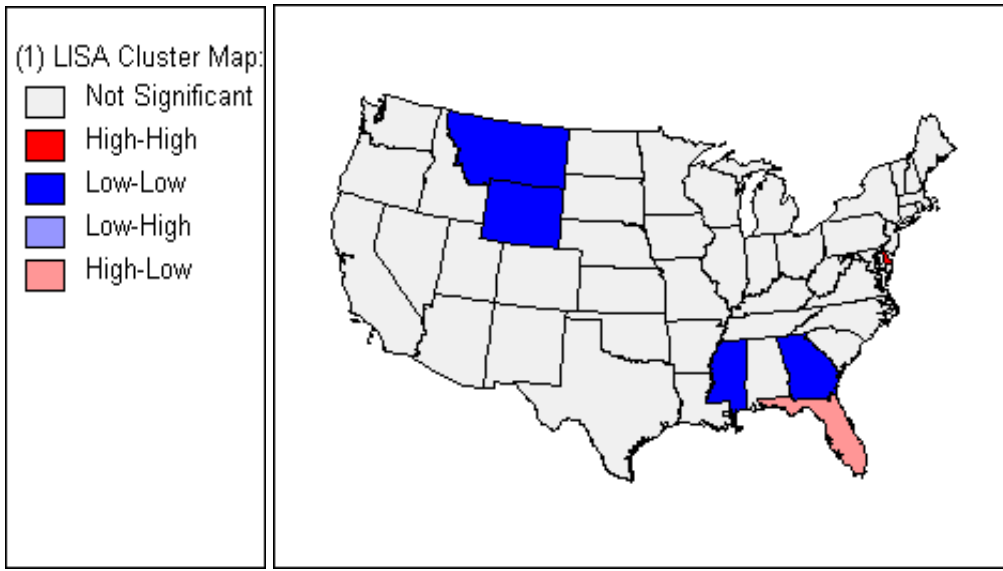 (1) LISA Cluster Map:
Not Significant
High-High
Low-Low
Low-High
High-Low